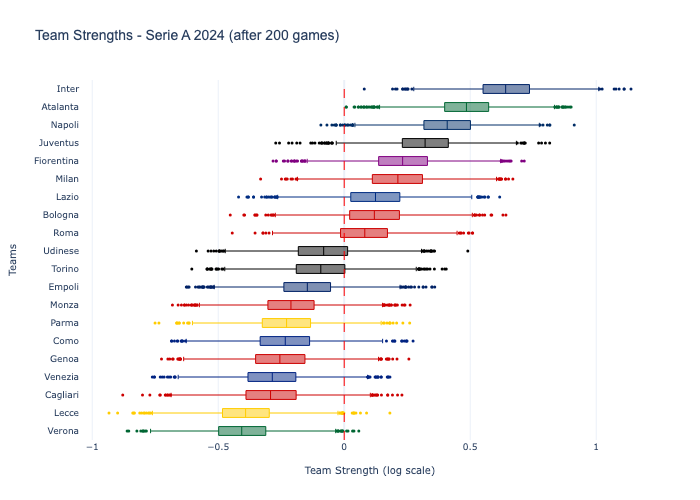 Team Strengths - Serie A 2024 (after 200 games)
Inter
Atalanta
Napoli
Juventus
Fiorentina
Milan
Lazio
Bologna
Roma
Udinese
Torino
Empoli
Monza
Parma
Como
Genoa
Venezia
Cagliari
Lecce
Verona
Teams
−1
−0.5
0
0.5
1
Team Strength (log scale)